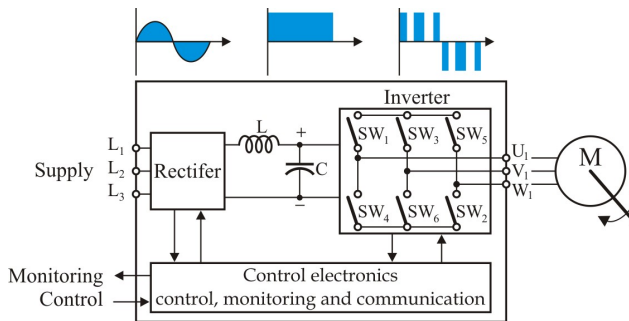 Inverter
L
+
SW1 SW3 SW5
L1
U1
Supply L2 Rectifer C V1 M
L3
W1
–
SW4 SW6 SW2
Monitoring
Control
Control electronics
control, monitoring and communication